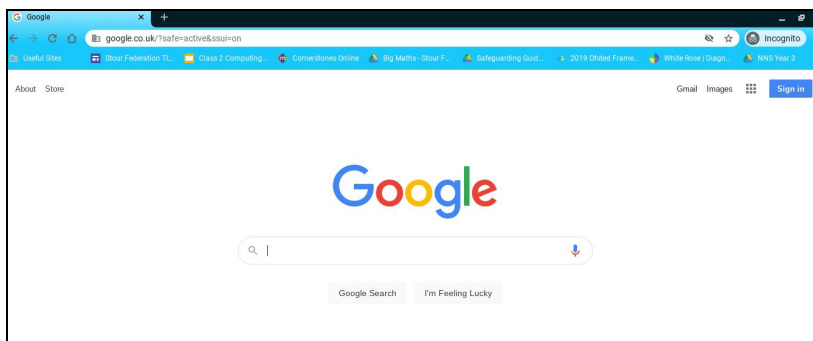 Google
google.co.uk/?safe=active&ssui=on
Incognito
Useful Sites Stour Federation TL... Class 2 Computing... Cornerstones Online Big Maths - Stour F... Safeguarding Guid... 2019 Ofsted Frame... White Rose | Diagn... NNS Year 3
About Store Gmail Images Sign in
Google
Google Search I'm Feeling Lucky